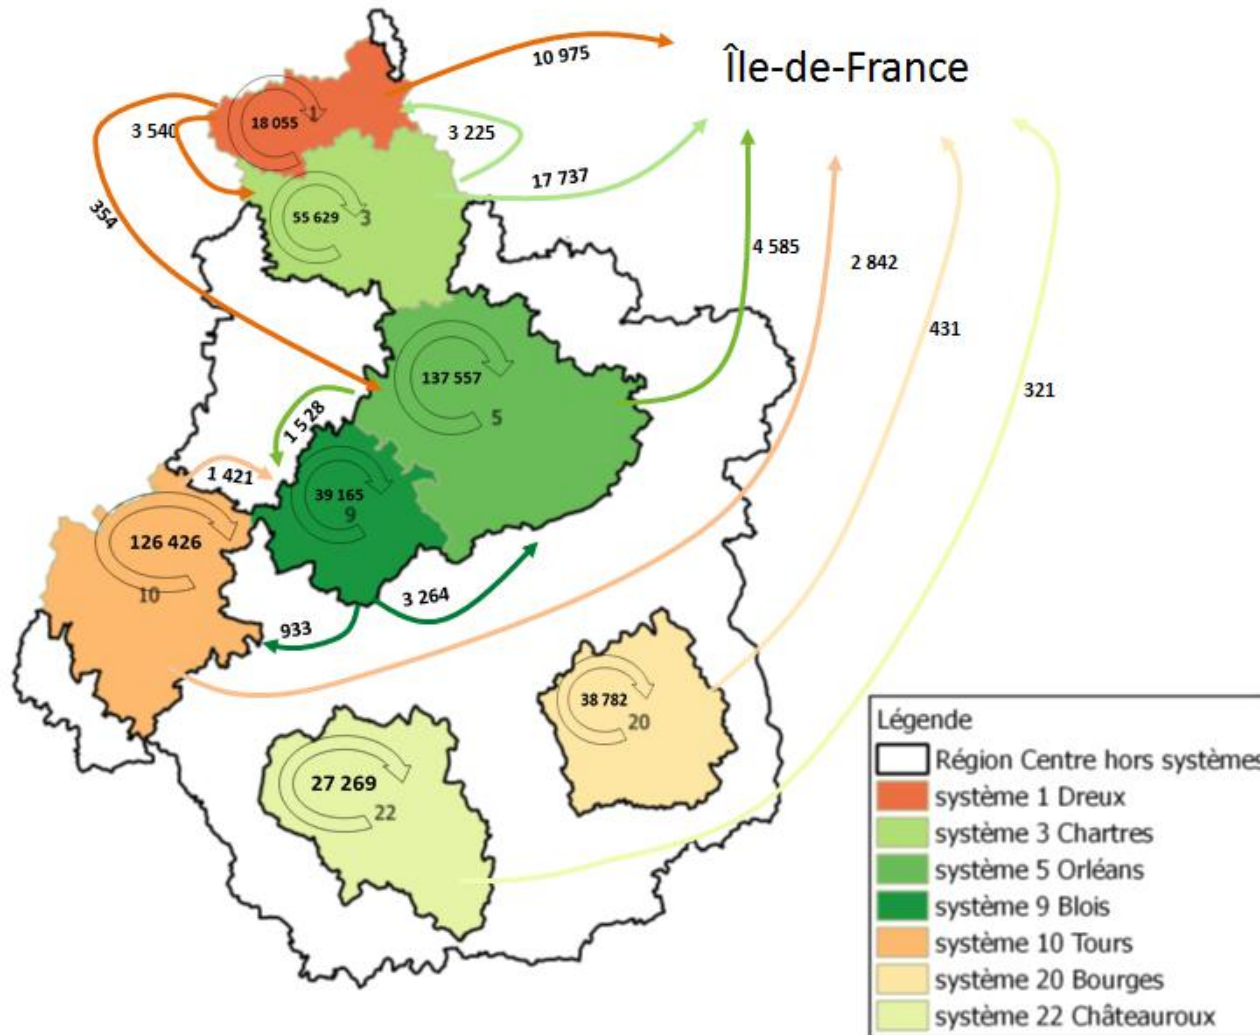 10 975
Île-de-France
1
18 055
3 540
3 225
17 737
354
55 629
3
4 585
2 842
431
321
137 557
5
1 528
1 421
39 165
9
126 426
10
3 264
933
38 782
20
27 269
22
Légende
Région Centre hors systèmes
système 1 Dreux
système 3 Chartres
système 5 Orléans
système 9 Blois
système 10 Tours
système 20 Bourges
système 22 Châteauroux